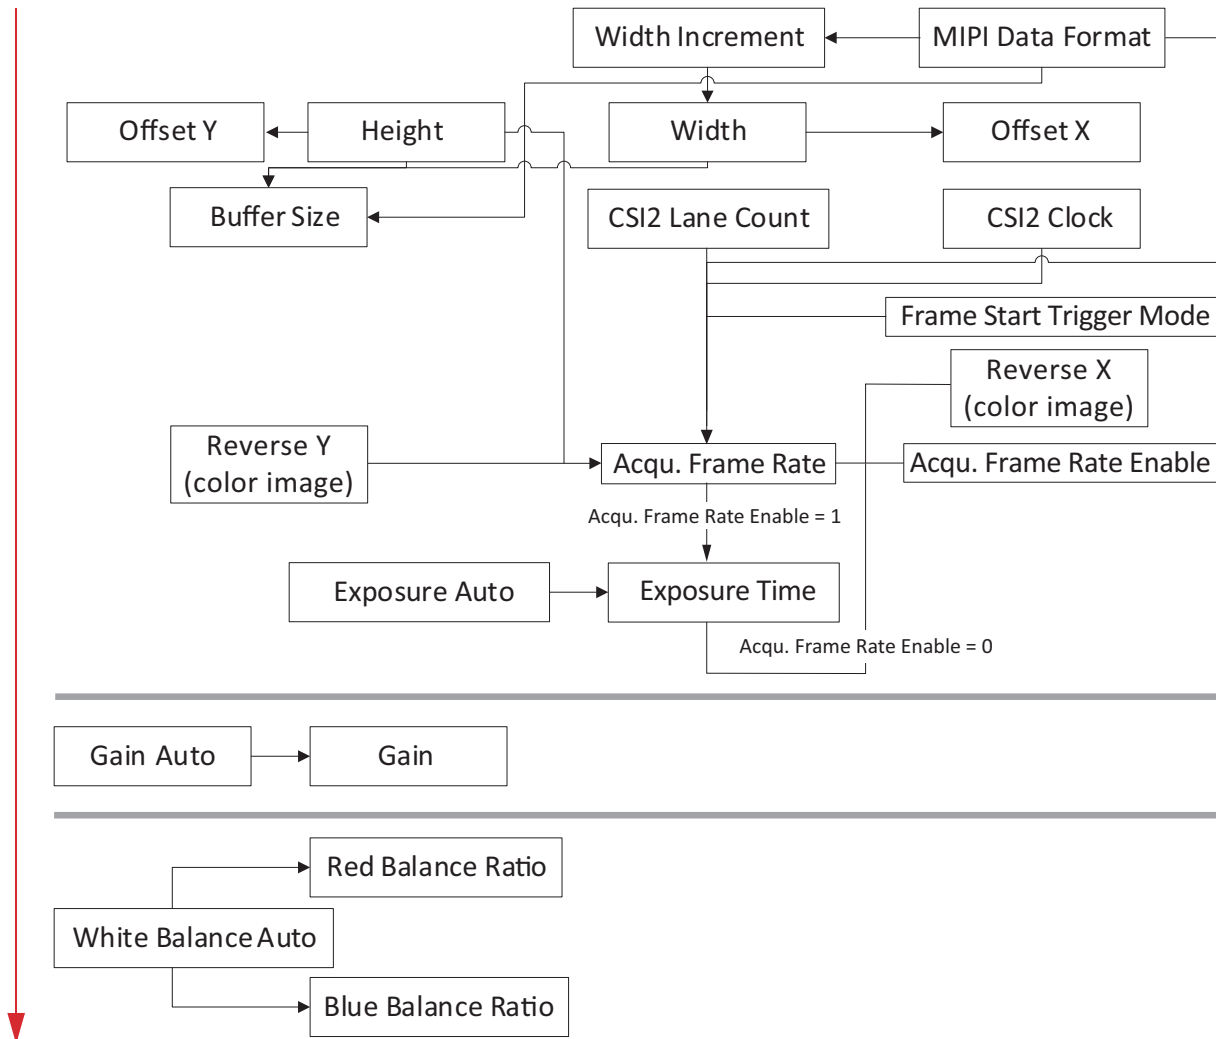 Width Increment
MIPI Data Format
Offset Y
Height
Width
Offset X
Buffer Size
CSI2 Lane Count
CSI2 Clock
Frame Start Trigger Mode
Reverse X
(color image)
Reverse Y
(color image)
Acqu. Frame Rate
Acqu. Frame Rate Enable
Acqu. Frame Rate Enable = 1
Exposure Auto
Exposure Time
Acqu. Frame Rate Enable = 0
Gain Auto
Gain
Red Balance Ratio
White Balance Auto
Blue Balance Ratio